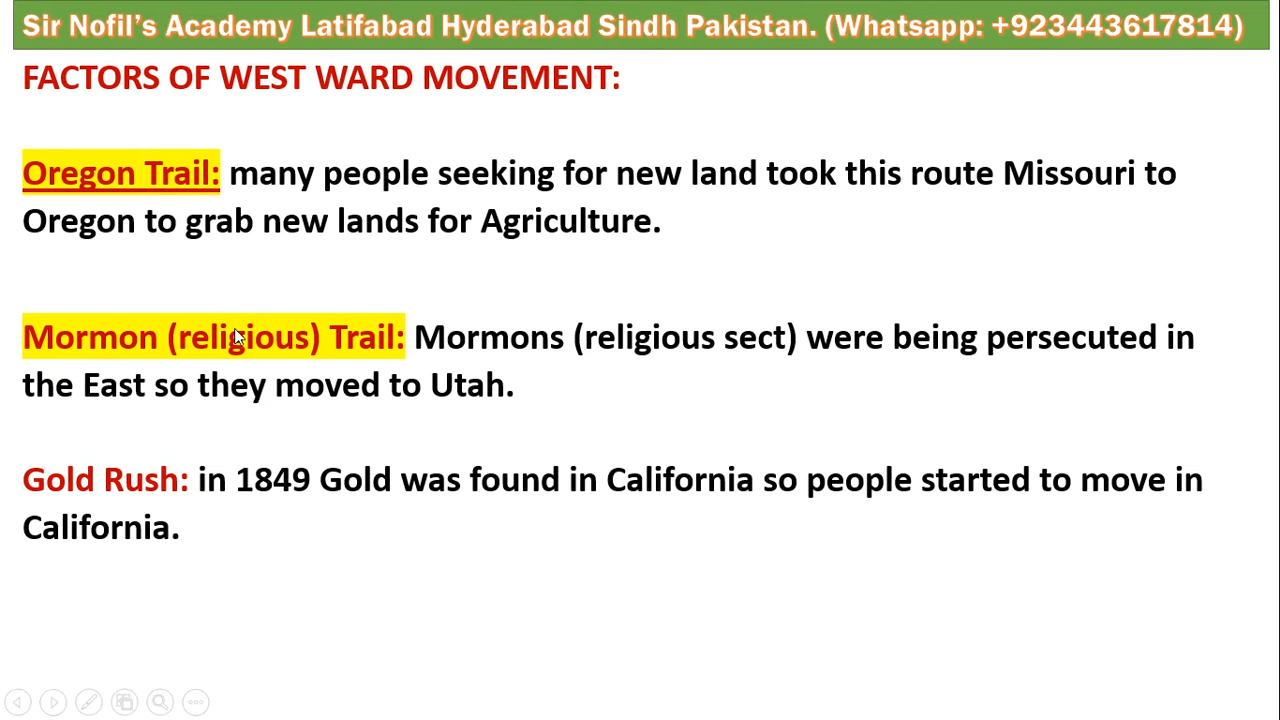 Sir Nofil's Academy Latifabad Hyderabad Sindh Pakistan. (Whatsapp: +923443617814)
FACTORS OF WEST WARD MOVEMENT:
Oregon Trail: many people seeking for new land took this route Missouri to
Oregon to grab new lands for Agriculture.
Mormon (religious) Trail: Mormons (religious sect) were being persecuted in
the East so they moved to Utah.
Gold Rush: in 1849 Gold was found in California so people started to move in
California.